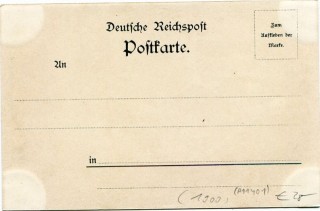 Deutsche Reichspost
Postkarte.
Zum
Aufkleben der
Marke.
An
in
(1900)
€ 25